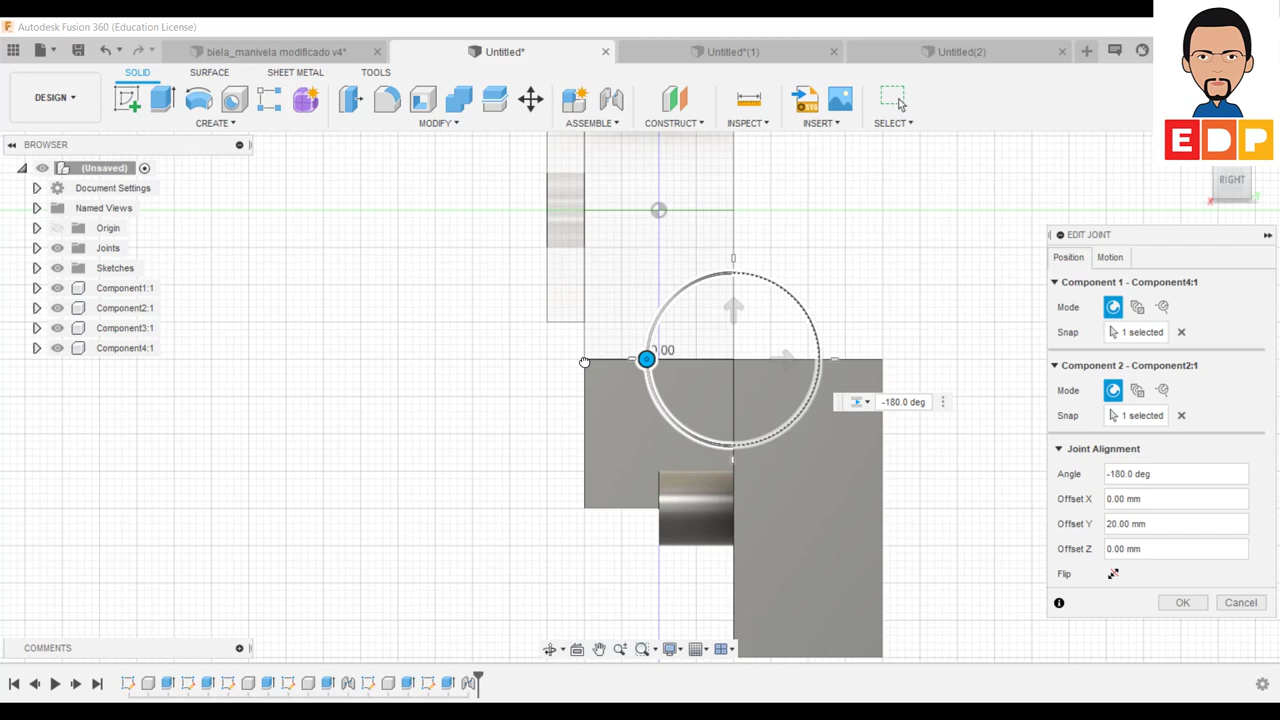 Autodesk Fusion 360 (Education License)
biela_manivela modificado v4*
Untitled*
Untitled*(1)
Untitled(2)
SOLID
SURFACE
SHEET METAL
TOOLS
DESIGN
CREATE
MODIFY
ASSEMBLE
CONSTRUCT
INSPECT
INSERT
SELECT
EDP
BROWSER
(Unsaved)
Document Settings
Named Views
Origin
Joints
Sketches
Component1:1
Component2:1
Component3:1
Component4:1
RIGHT
X
Y
EDIT JOINT
Position
Motion
Component 1 - Component4:1
Mode
Snap
1 selected
Component 2 - Component2:1
Mode
Snap
1 selected
Joint Alignment
Angle
-180.0 deg
Offset X
0.00 mm
Offset Y
20.00 mm
Offset Z
0.00 mm
Flip
OK
Cancel
-180.0 deg
COMMENTS